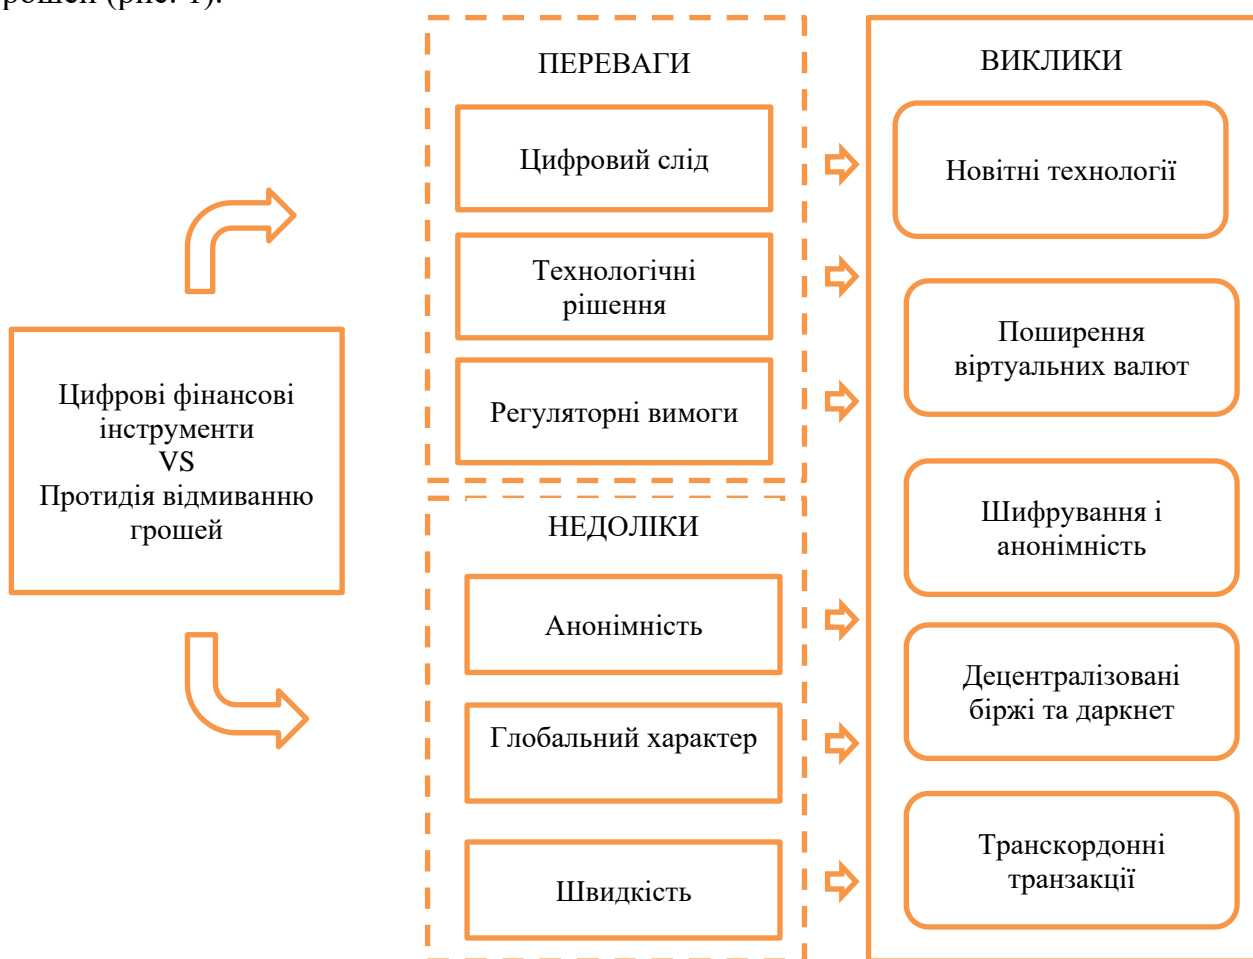 рошей (рис. 1).
Цифрові фінансові
інструменти
VS
Протидія відмиванню
грошей
ПЕРЕВАГИ
Цифровий слід
Технологічні
рішення
Регуляторні вимоги
НЕДОЛІКИ
Анонімність
Глобальний характер
Швидкість
ВИКЛИКИ
Новітні технології
Поширення
віртуальних валют
Шифрування і
анонімність
Децентралізовані
біржі та даркнет
Транскордонні
транзакції